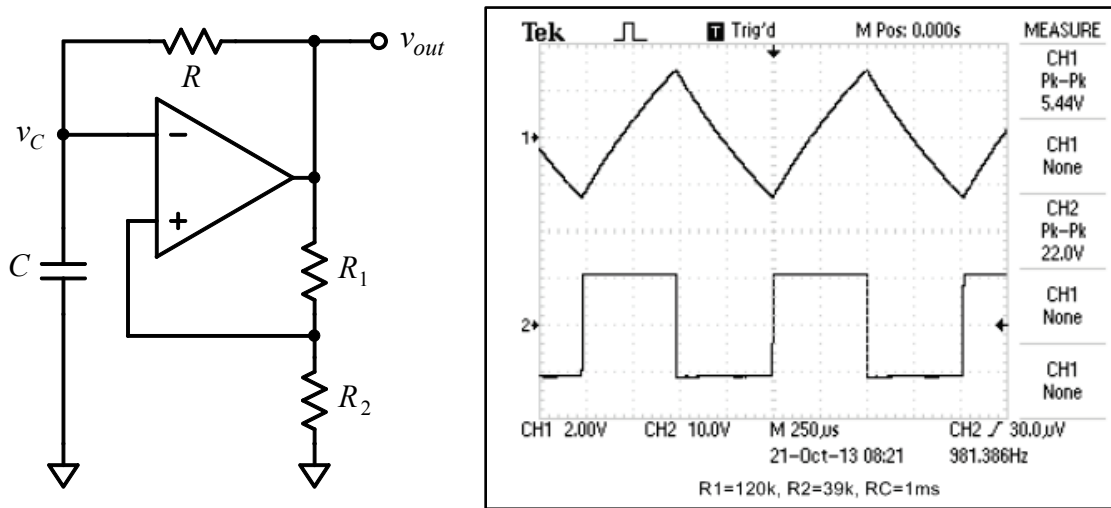 R
v_out
v_C
−
+
C
R₁
R₂
Tek T Trig'd M Pos: 0.000s MEASURE
CH1
Pk-Pk
5.44V
1
CH1
None
CH2
Pk-Pk
22.0V
CH1
None
2
CH1
None
CH1 2.00V CH2 10.0V M 250µs CH2 30.0µV
21-Oct-13 08:21 981.386Hz
R1=120k, R2=39k, RC=1ms